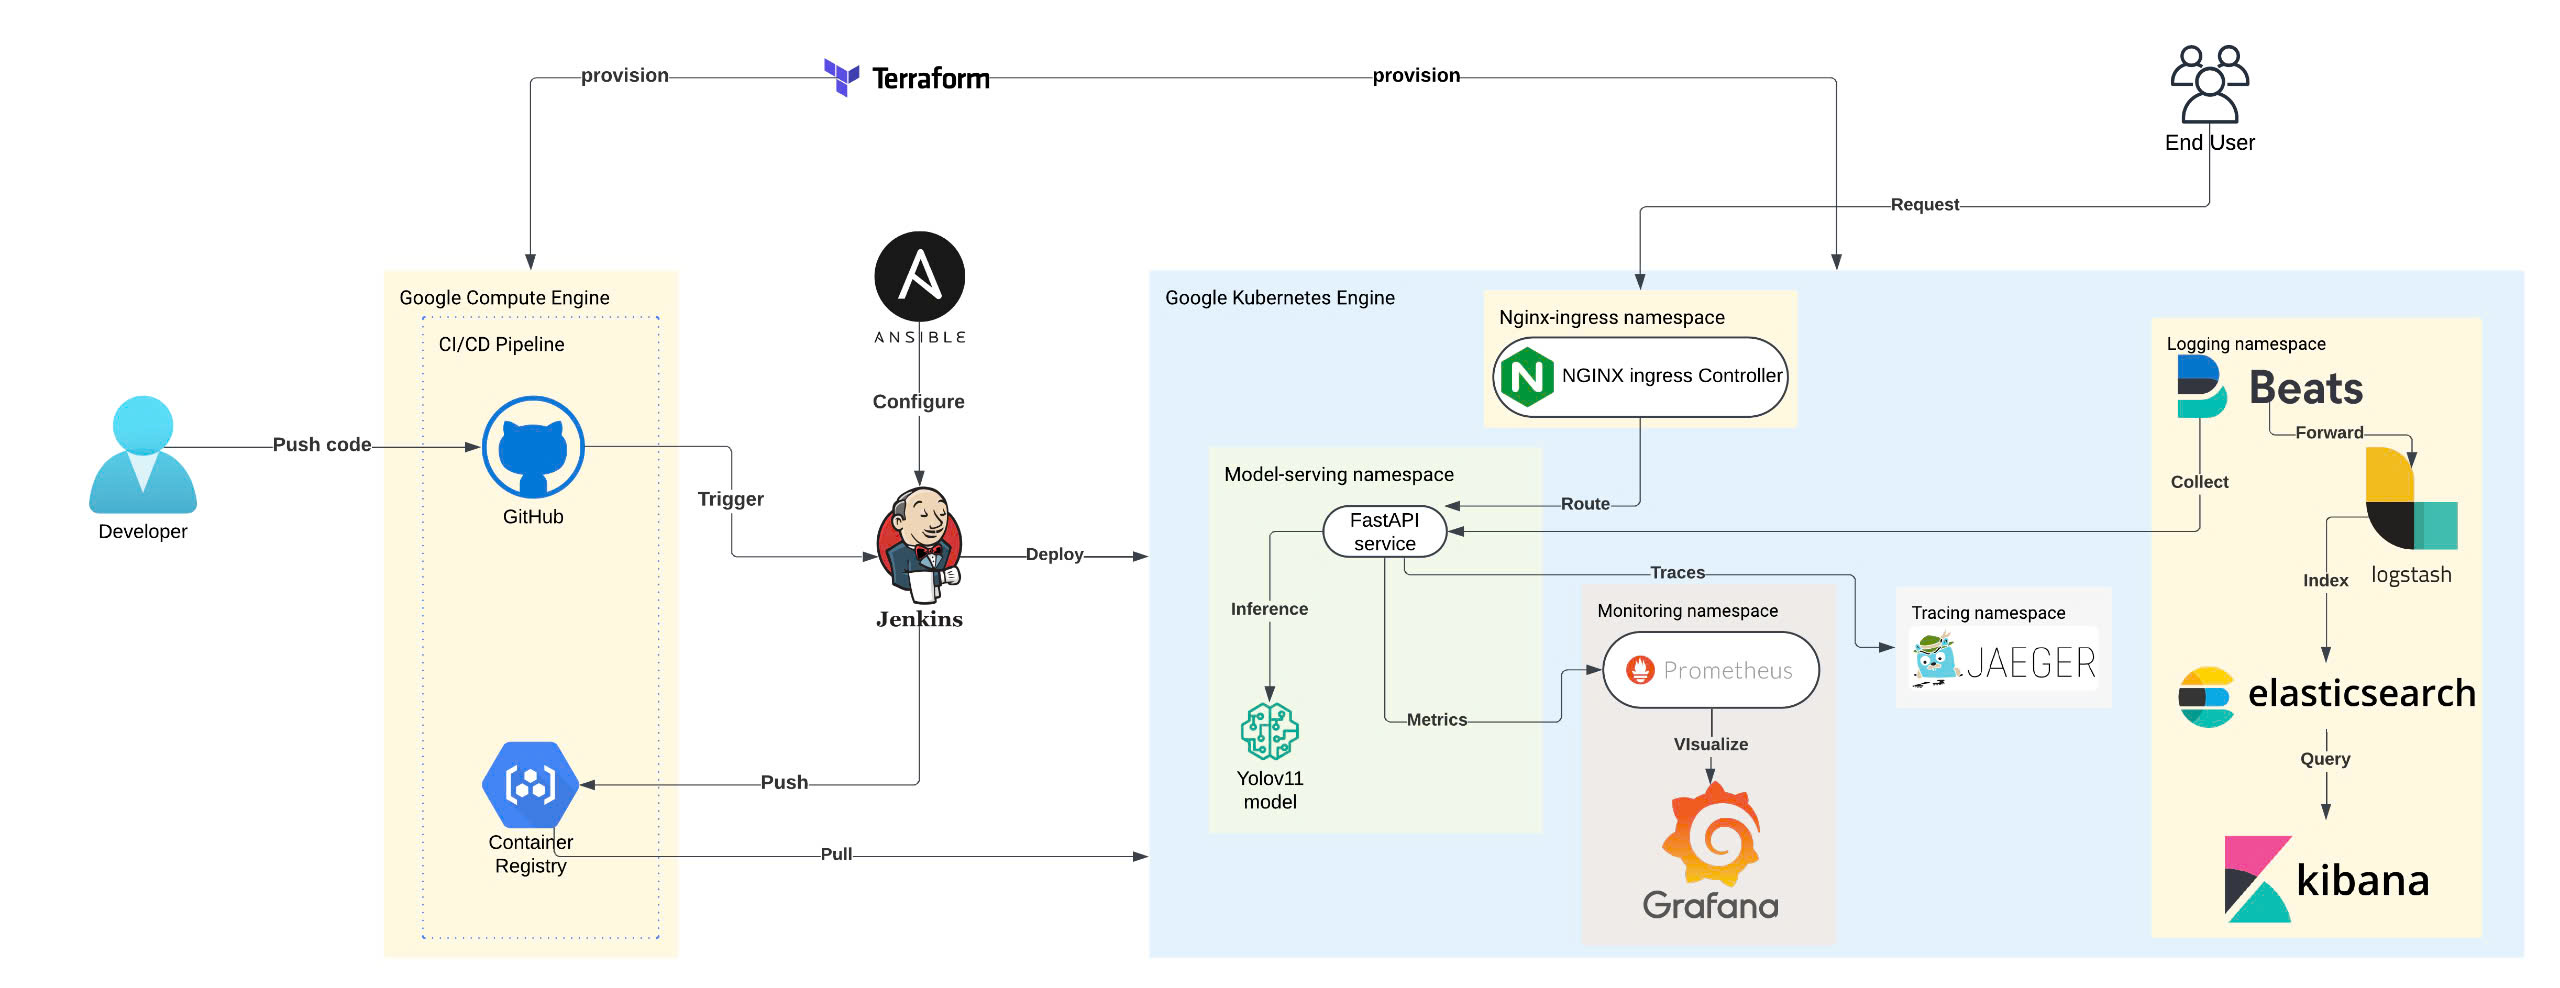 provision
Terraform
provision
End User
Request
Google Compute Engine
CI/CD Pipeline
ANSIBLE
Configure
Developer
Push code
GitHub
Trigger
Jenkins
Deploy
Push
Container
Registry
Pull
Google Kubernetes Engine
Nginx-ingress namespace
NGINX ingress Controller
Model-serving namespace
Route
FastAPI
service
Inference
Yolov11
model
Traces
Metrics
Monitoring namespace
Prometheus
VIsualize
Grafana
Tracing namespace
JAEGER
Logging namespace
Beats
Forward
Collect
logstash
Index
elasticsearch
Query
kibana